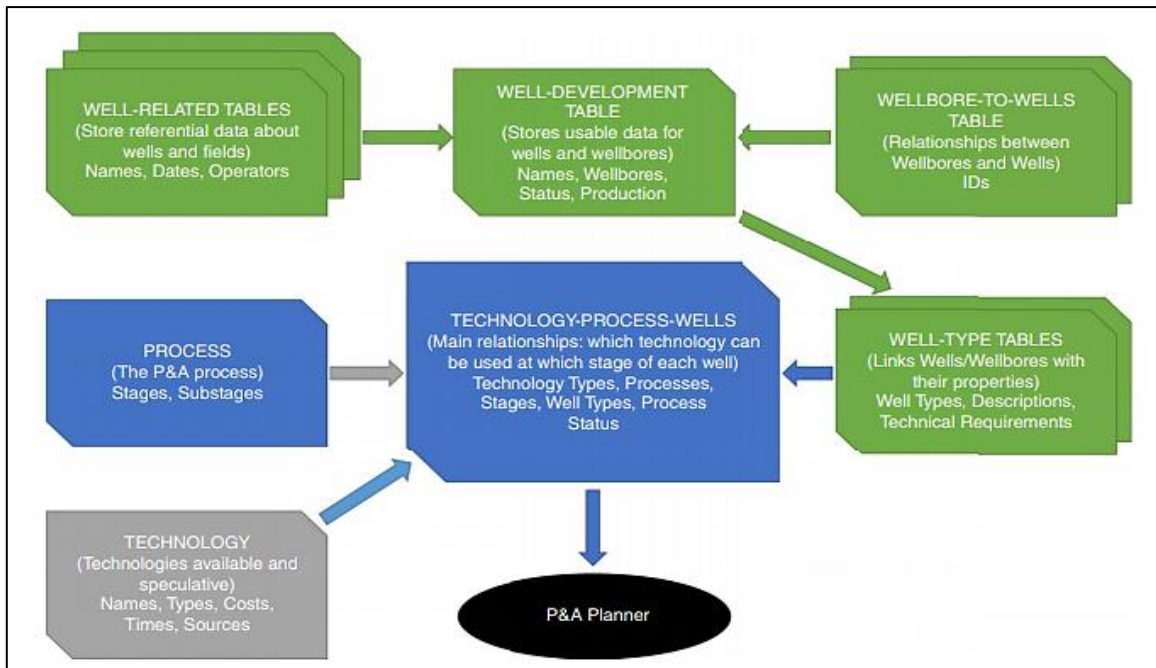 WELL-RELATED TABLES
(Store referential data about
wells and fields)
Names, Dates, Operators
WELL-DEVELOPMENT
TABLE
(Stores usable data for
wells and wellbores)
Names, Wellbores,
Status, Production
WELLBORE-TO-WELLS
TABLE
(Relationships between
Wellbores and Wells)
IDs
PROCESS
(The P&A process)
Stages, Substages
TECHNOLOGY-PROCESS-WELLS
(Main relationships: which technology can
be used at which stage of each well)
Technology Types, Processes,
Stages, Well Types, Process
Status
WELL-TYPE TABLES
(Links Wells/Wellbores with
their properties)
Well Types, Descriptions,
Technical Requirements
TECHNOLOGY
(Technologies available and
speculative)
Names, Types, Costs,
Times, Sources
P&A Planner